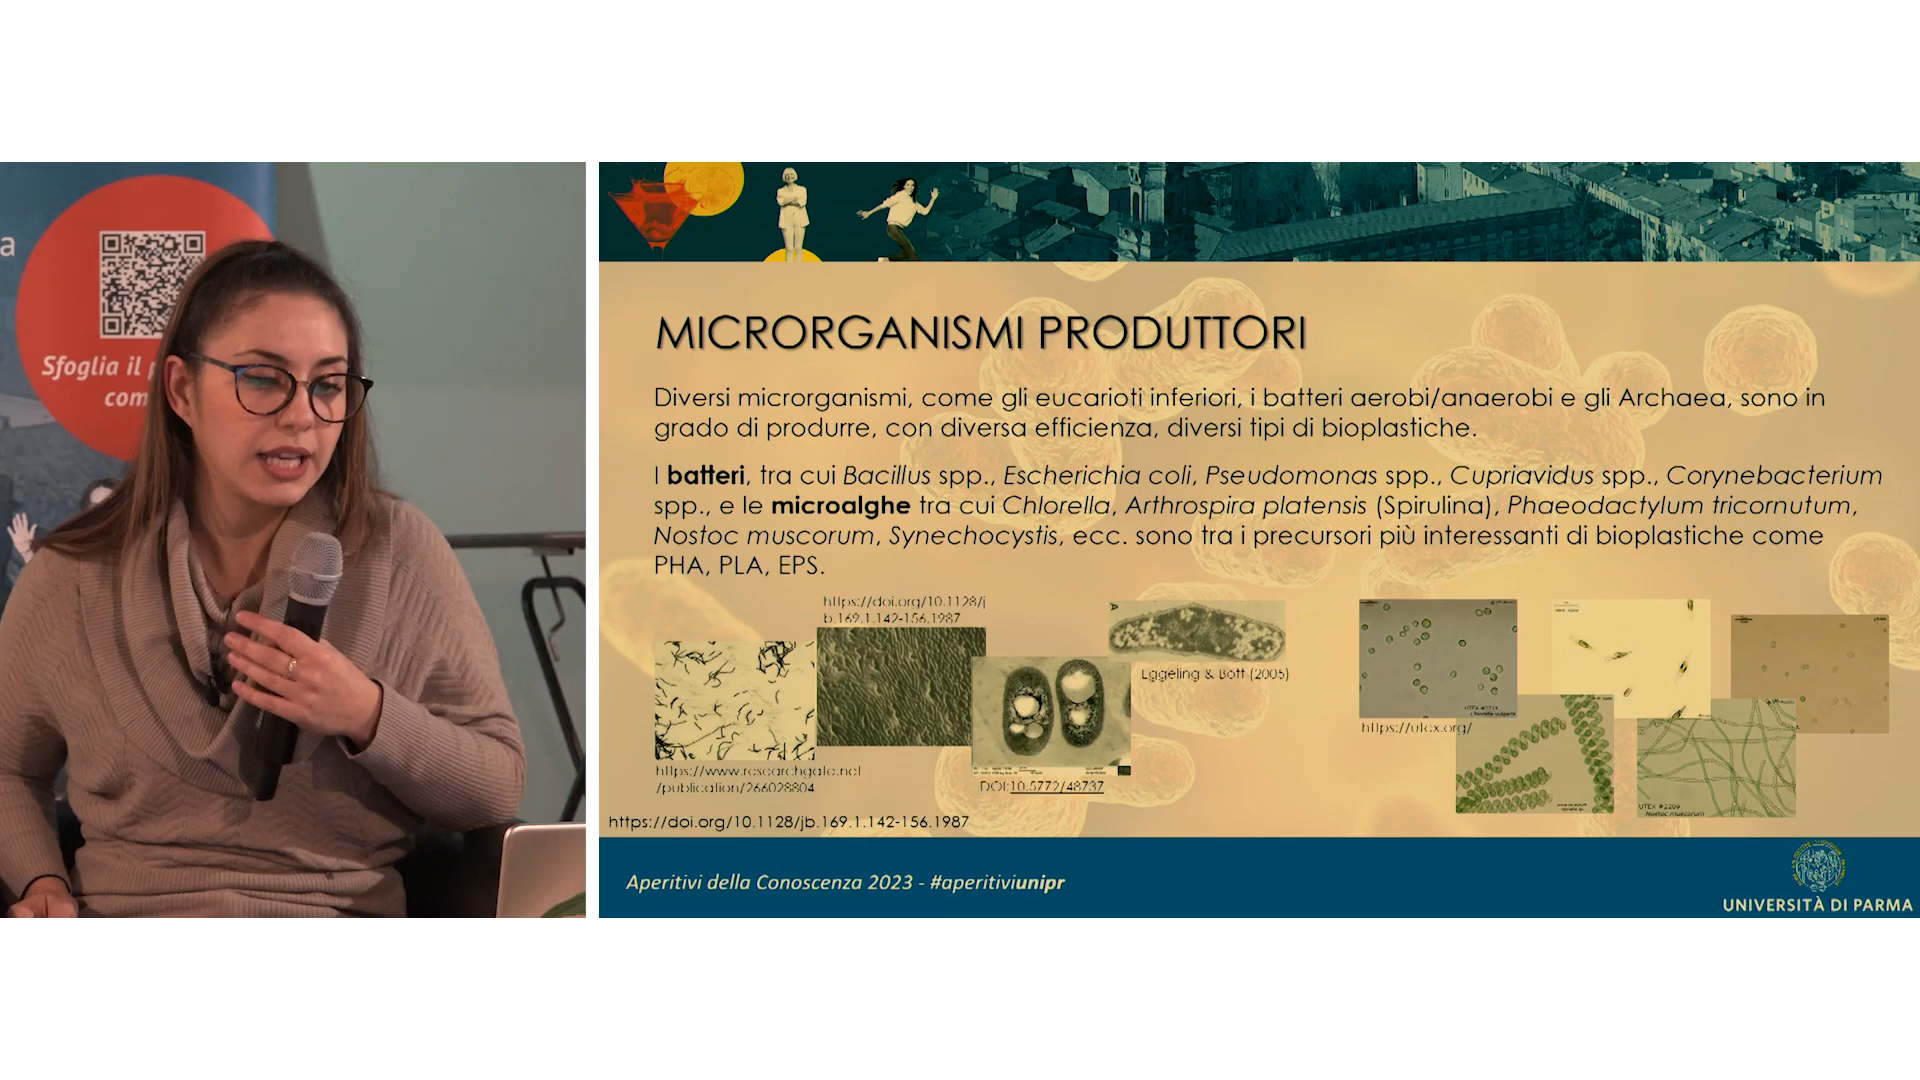 a
Sfoglia il
com
MICRORGANISMI PRODUTTORI
Diversi microrganismi, come gli eucarioti inferiori, i batteri aerobi/anaerobi e gli Archaea, sono in
grado di produrre, con diversa efficienza, diversi tipi di bioplastiche.
I batteri, tra cui Bacillus spp., Escherichia coli, Pseudomonas spp., Cupriavidus spp., Corynebacterium
spp., e le microalghe tra cui Chlorella, Arthrospira platensis (Spirulina), Phaeodactylum tricornutum,
Nostoc muscorum, Synechocystis, ecc. sono tra i precursori più interessanti di bioplastiche come
PHA, PLA, EPS.
https://doi.org/10.1128/j
b.169.1.142-156.1987
A
Eggeling & Bott (2005)
https://utex.org/
https://www.researchgate.net
/publication/266028804
DOI:10.5772/48737
UTEX #2209
Nostoc muscorum
https://doi.org/10.1128/jb.169.1.142-156.1987
Aperitivi della Conoscenza 2023 - #aperitiviunipr
UNIVERSITÀ DI PARMA